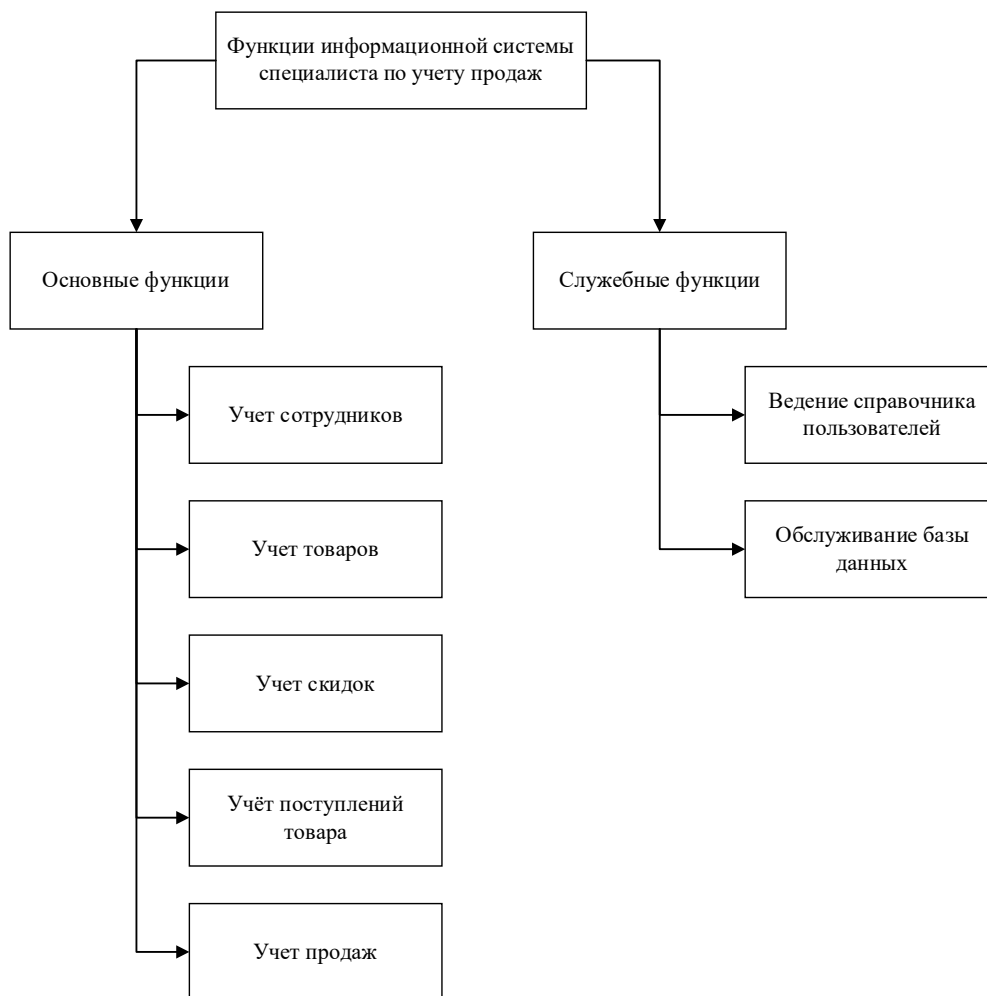 Функции информационной системы
специалиста по учету продаж
Основные функции
Служебные функции
Учет сотрудников
Ведение справочника
пользователей
Учет товаров
Обслуживание базы
данных
Учет скидок
Учёт поступлений
товара
Учет продаж